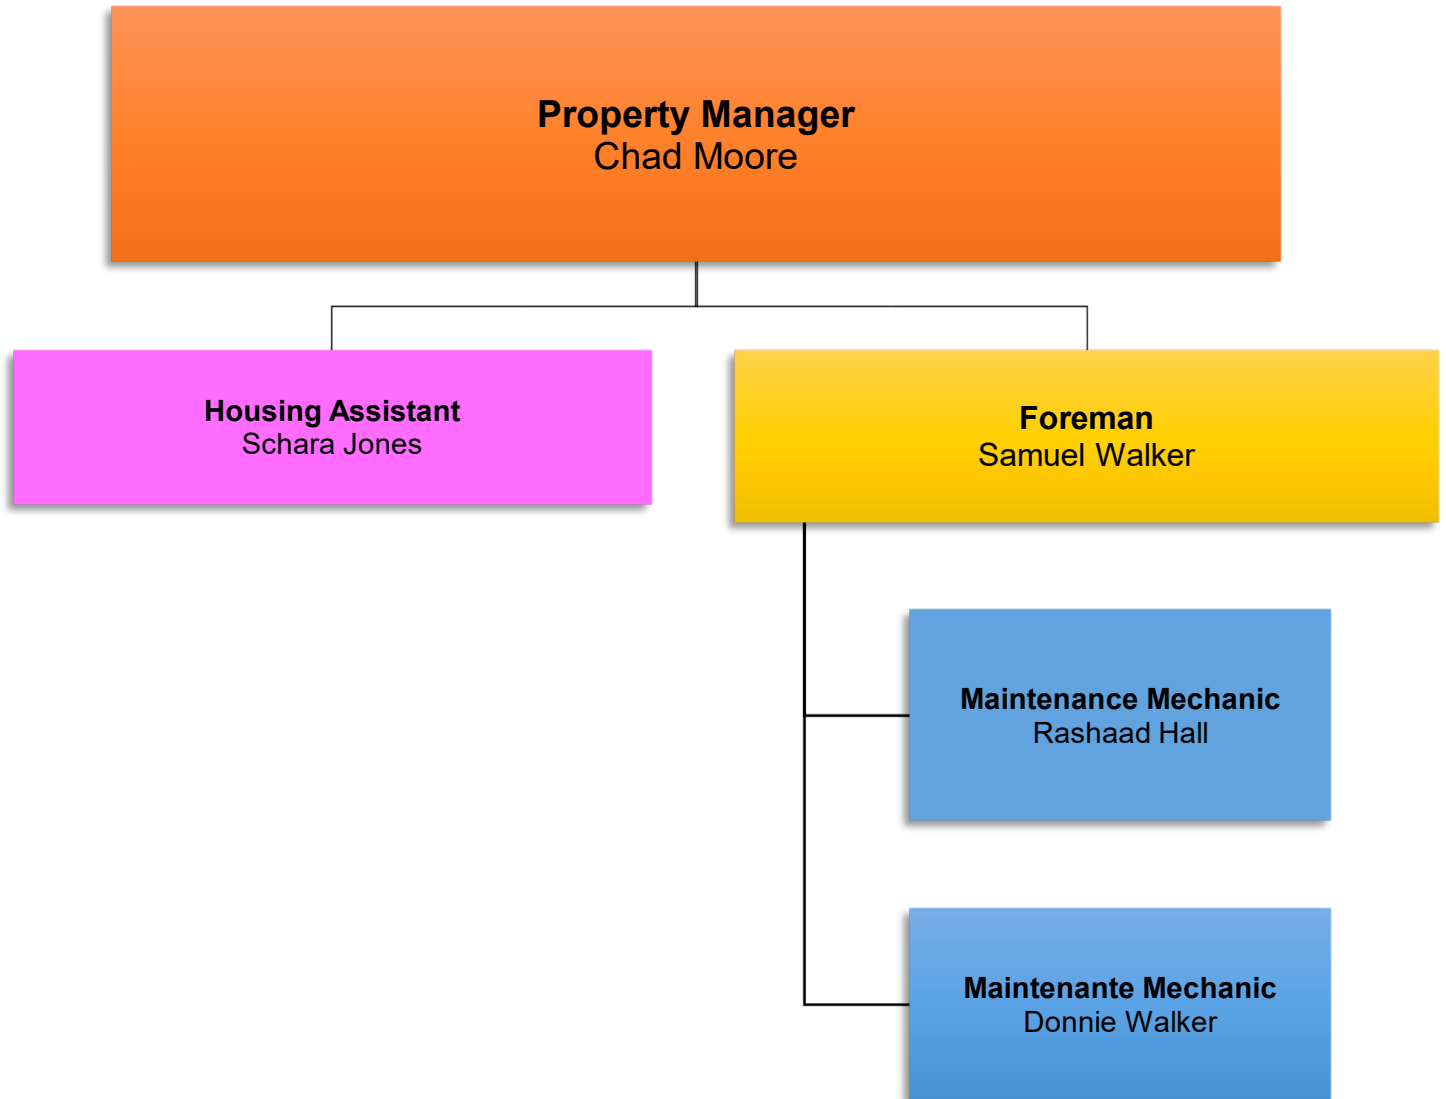 Property Manager
Chad Moore
Housing Assistant
Schara Jones
Foreman
Samuel Walker
Maintenance Mechanic
Rashaad Hall
Maintenante Mechanic
Donnie Walker